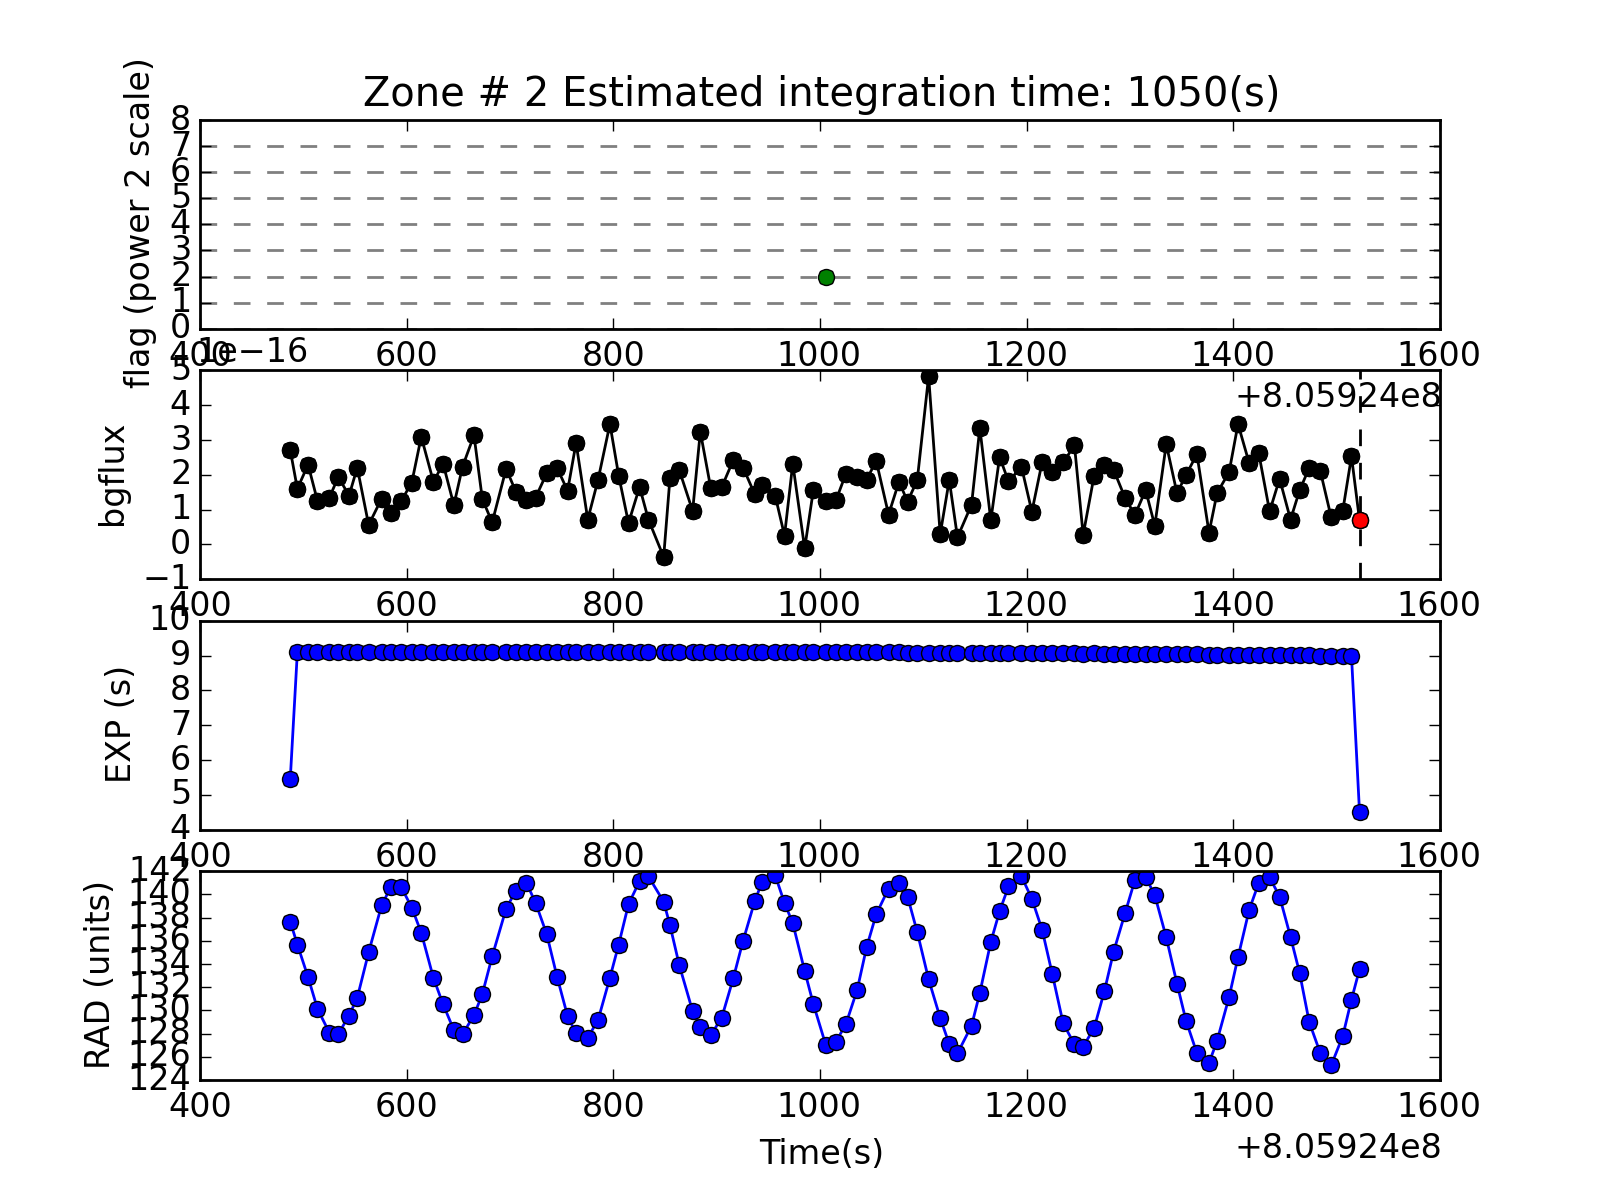 Zone # 2 Estimated integration time: 1050(s)
flag (power 2 scale)
8
7
6
5
4
3
2
1
0
400 600 800 1000 1200 1400 1600
1e−16
+8.05924e8
bgflux
5
4
3
2
1
0
−1
400 600 800 1000 1200 1400 1600
EXP (s)
10
9
8
7
6
5
4
400 600 800 1000 1200 1400 1600
RAD (units)
142
140
138
136
134
132
130
128
126
124
400 600 800 1000 1200 1400 1600
Time(s)
+8.05924e8